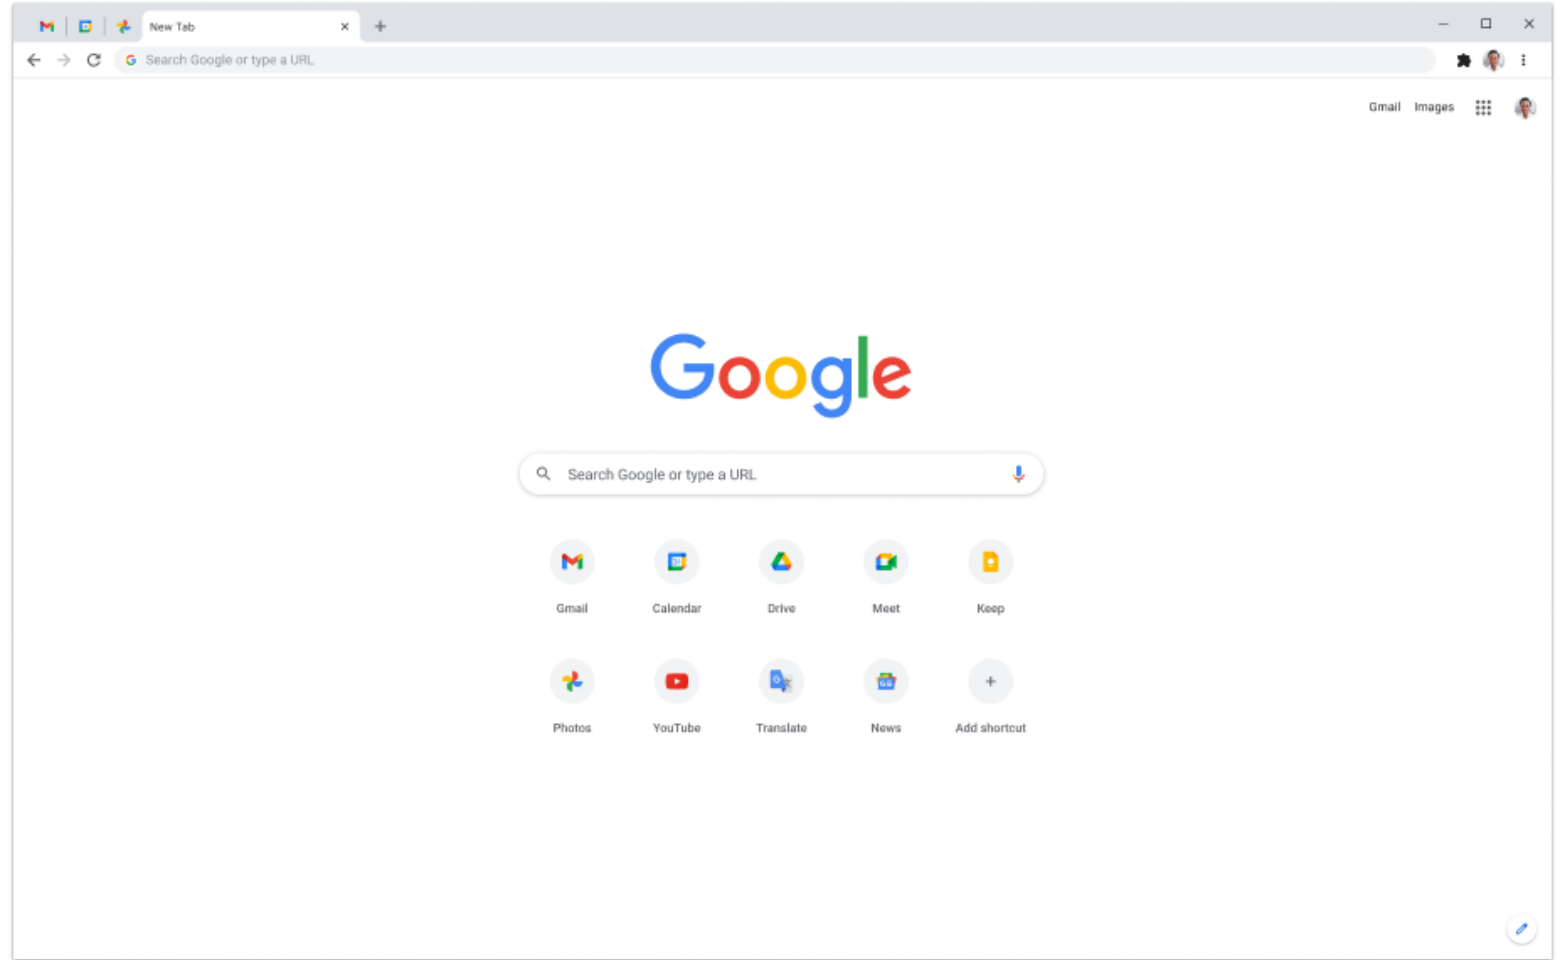 New Tab
Search Google or type a URL
Gmail Images
Google
Search Google or type a URL
Gmail Calendar Drive Meet Keep
Photos YouTube Translate News Add shortcut